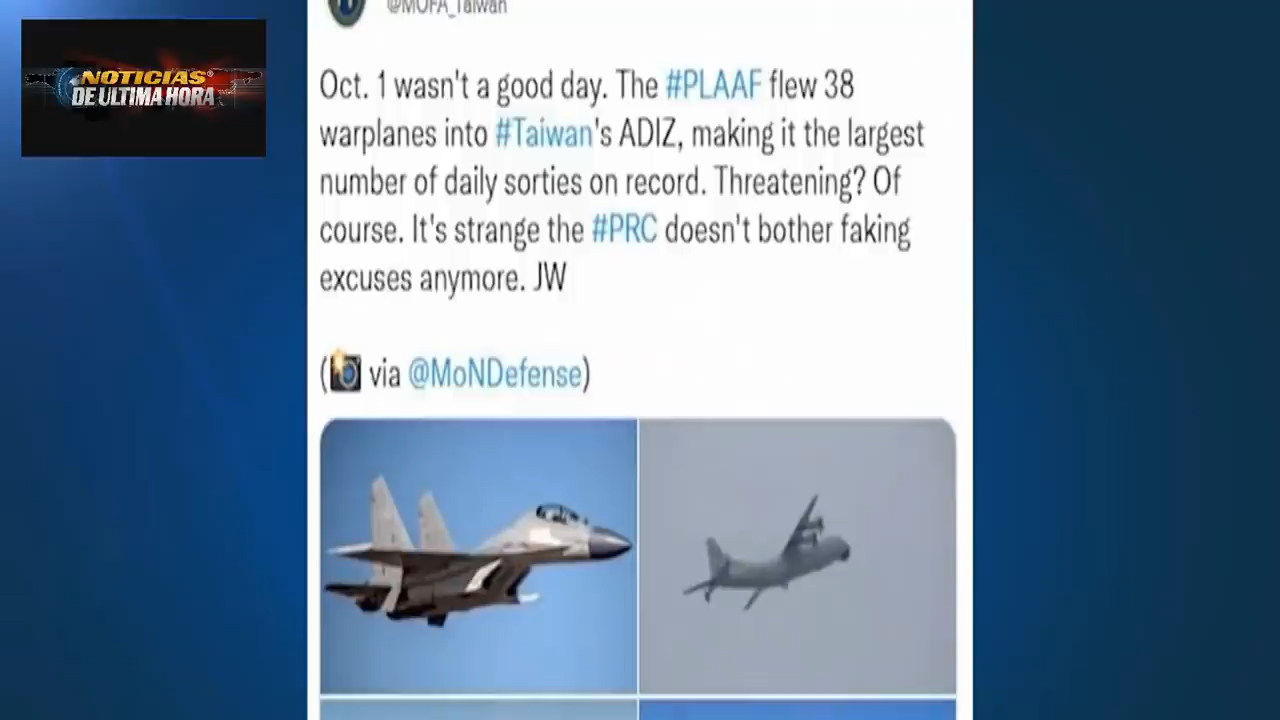 @MOFA_Taiwan
NOTICIAS®
DE ULTIMA HORA
Oct. 1 wasn't a good day. The #PLAAF flew 38
warplanes into #Taiwan's ADIZ, making it the largest
number of daily sorties on record. Threatening? Of
course. It's strange the #PRC doesn't bother faking
excuses anymore. JW
(📸 via @MoNDefense)